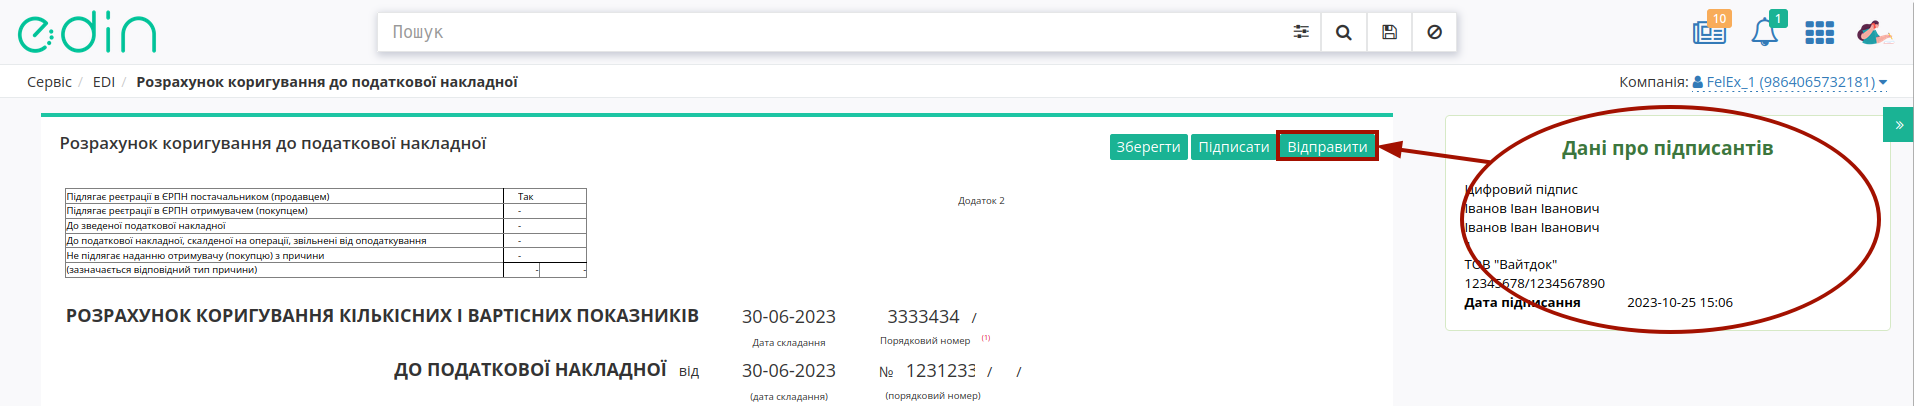 edin
Пошук
10
1
Сервіс / EDI / Розрахунок коригування до податкової накладної
Компанія: FelEx_1 (9864065732181)
Розрахунок коригування до податкової накладної
Зберегти Підписати Відправити
»
Дані про підписантів
Цифровий підпис
Іванов Іван Іванович
Іванов Іван Іванович
ТОВ "Вайтдок"
12345678/1234567890
Дата підписання 2023-10-25 15:06
Підлягає реєстрації в ЄРПН постачальником (продавцем) Так
Підлягає реєстрації в ЄРПН отримувачем (покупцем) -
До зведеної податкової накладної -
До податкової накладної, скалденої на операції, звільнені від оподаткування -
Не підлягає наданню отримувачу (покупцю) з причини -
(зазначається відповідний тип причини) - -
Додаток 2
РОЗРАХУНОК КОРИГУВАННЯ КІЛЬКІСНИХ І ВАРТІСНИХ ПОКАЗНИКІВ 30-06-2023 3333434 /
Дата складання Порядковий номер (1)
ДО ПОДАТКОВОЇ НАКЛАДНОЇ від 30-06-2023 № 1231233 / /
(дата складання) (порядковий номер)